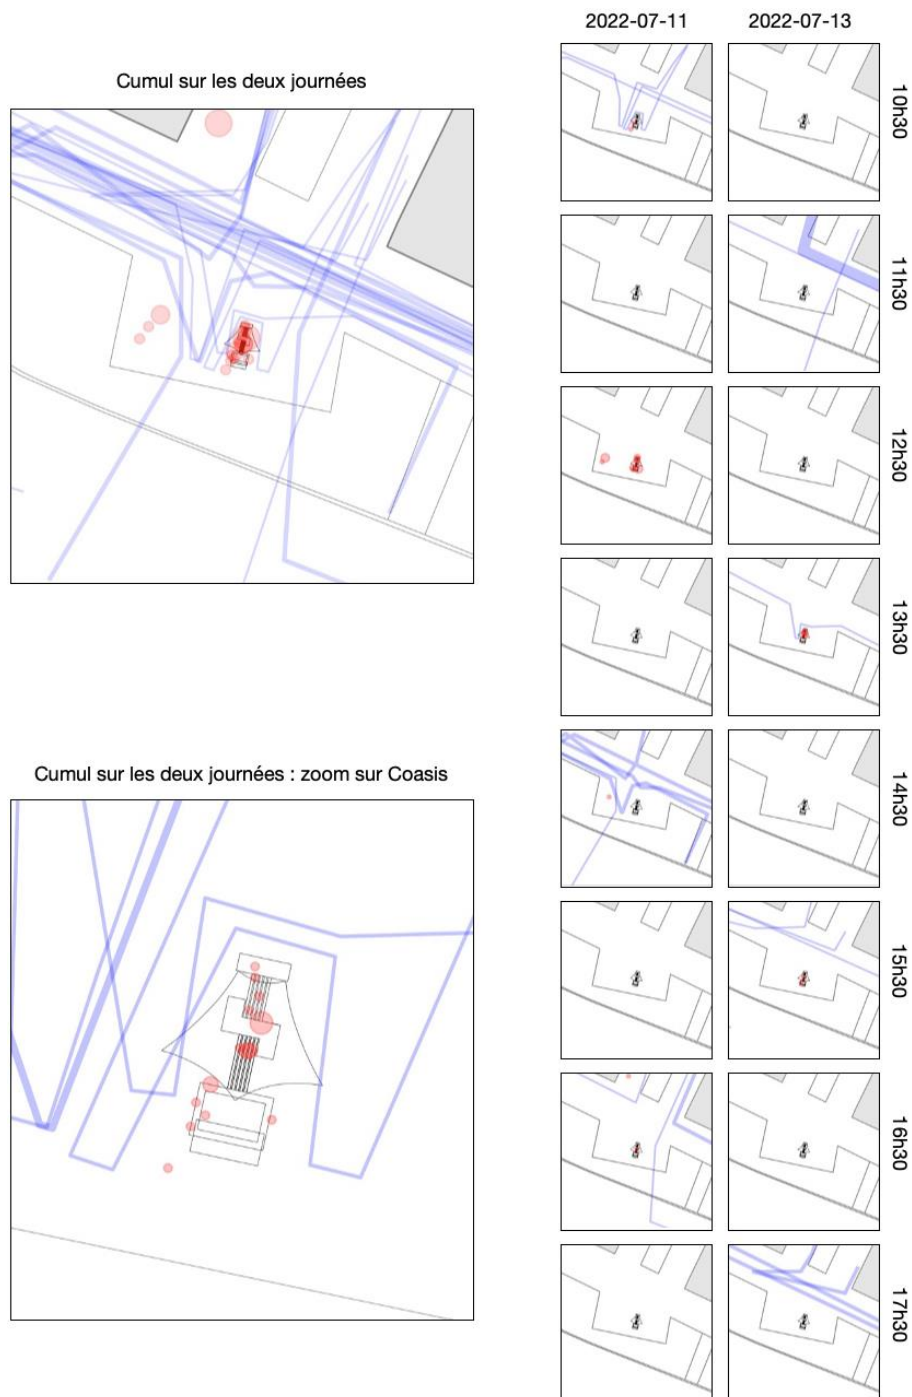 2022-07-11 2022-07-13
Cumul sur les deux journées
10h30
11h30
12h30
13h30
14h30
Cumul sur les deux journées : zoom sur Coasis
15h30
16h30
17h30